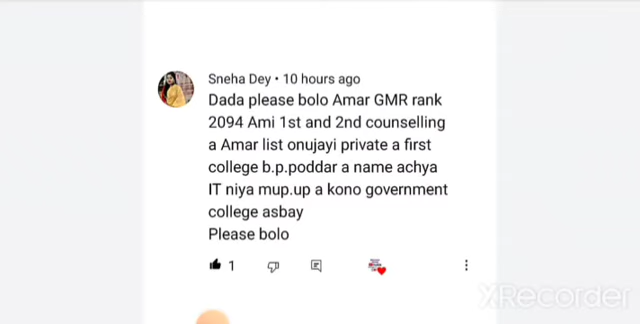 Sneha Dey • 10 hours ago
Dada please bolo Amar GMR rank
2094 Ami 1st and 2nd counselling
a Amar list onujayi private a first
college b.p.poddar a name achya
IT niya mup.up a kono government
college asbay
Please bolo
1
XRecorder